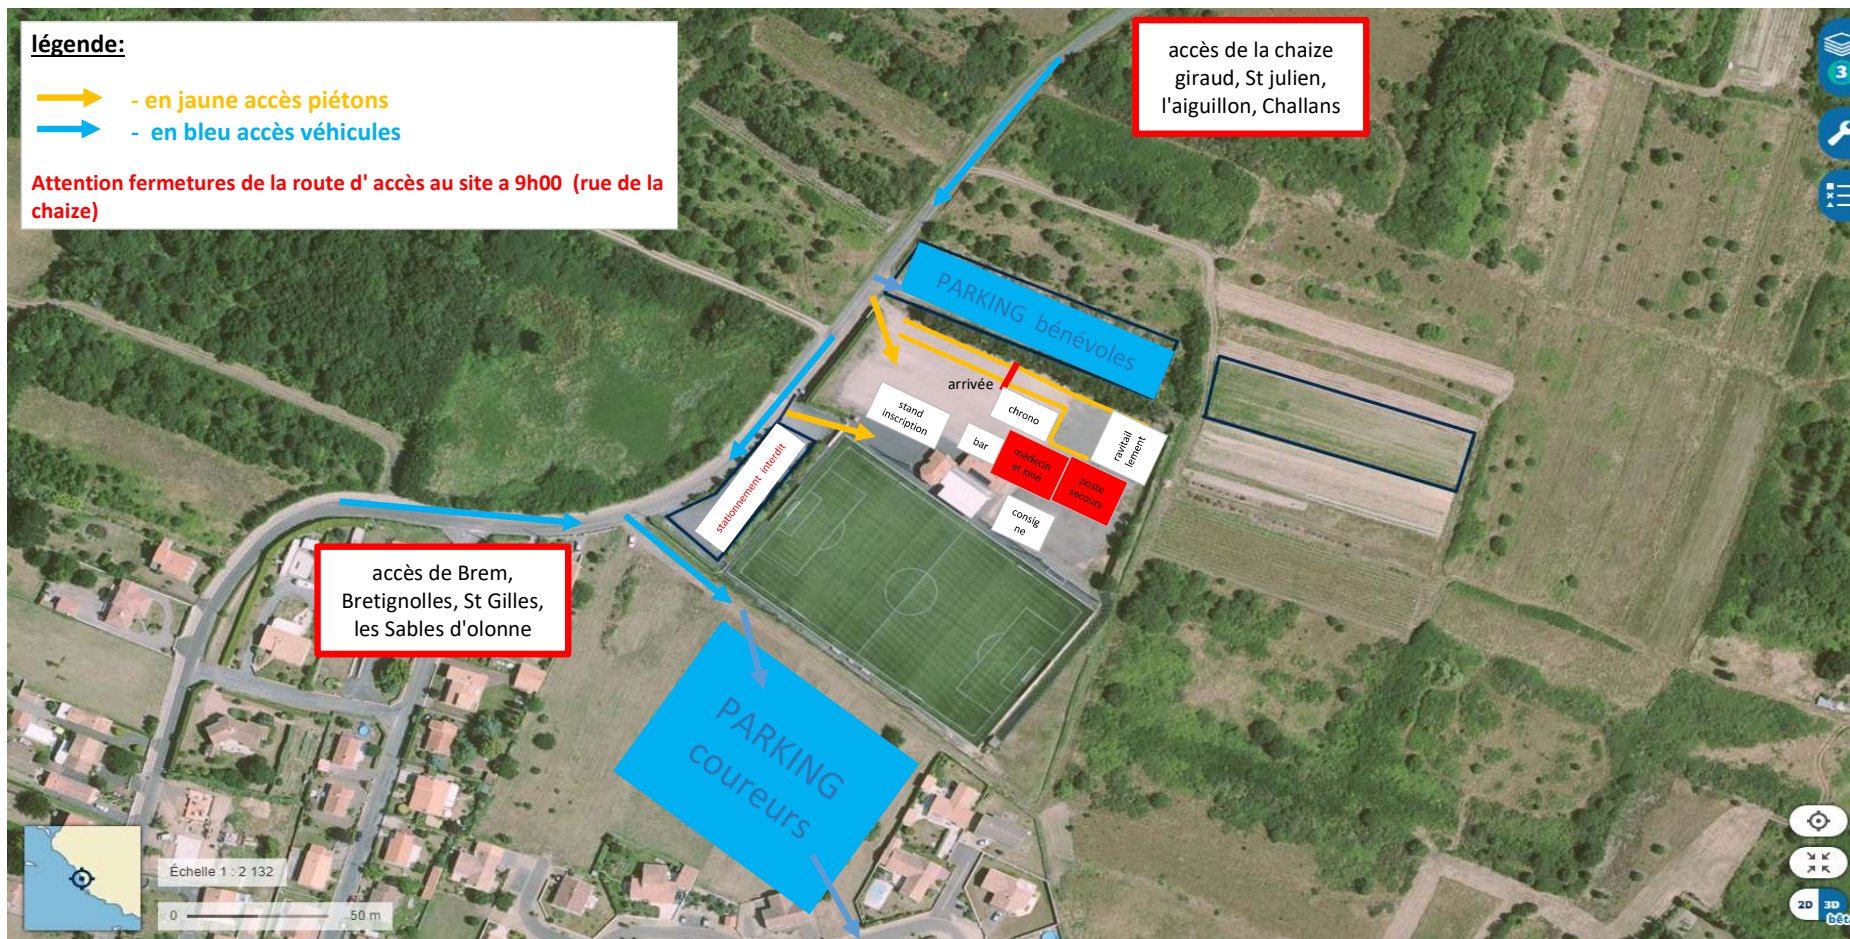 légende:
- en jaune accès piétons
- en bleu accès véhicules
Attention fermetures de la route d' accès au site a 9h00 (rue de la
chaize)
accès de la chaize
giraud, St julien,
l'aiguillon, Challans
3
PARKING bénévoles
arrivée
stand
inscription
chrono
bar
ravitail
lement
médecin
et kiné
poste
secours
consig
ne
stationnement interdit
accès de Brem,
Bretignolles, St Gilles,
les Sables d'olonne
PARKING
coureurs
Échelle 1 : 2 132
0 50 m
2D 3D
bêt